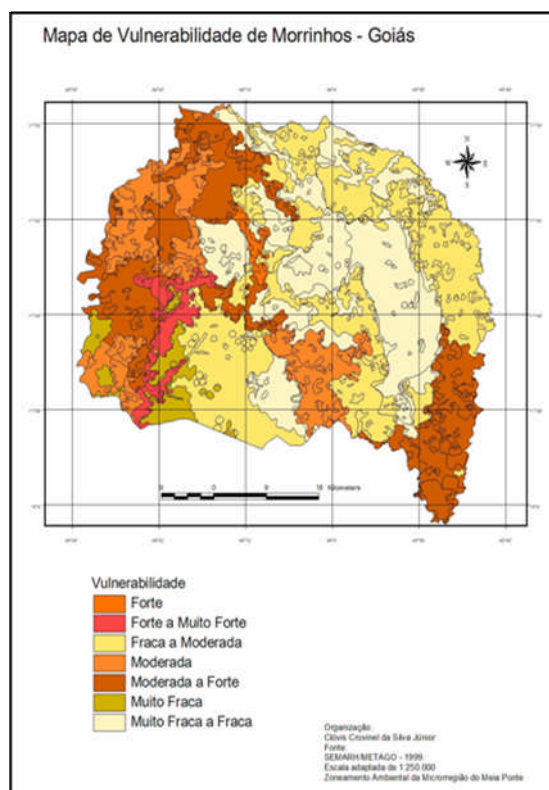 Mapa de Vulnerabilidade de Morrinhos - Goiás
N
W E
S
Kilometers
Vulnerabilidade
Forte
Forte a Muito Forte
Fraca a Moderada
Moderada
Moderada a Forte
Muito Fraca
Muito Fraca a Fraca
Organização:
Clóvis Crovinel da Silva Júnior
Fonte:
SEMARH/METAGO - 1999
Escala adaptada de 1:250.000
Zoneamento Ambiental da Microrregião do Meia Ponte